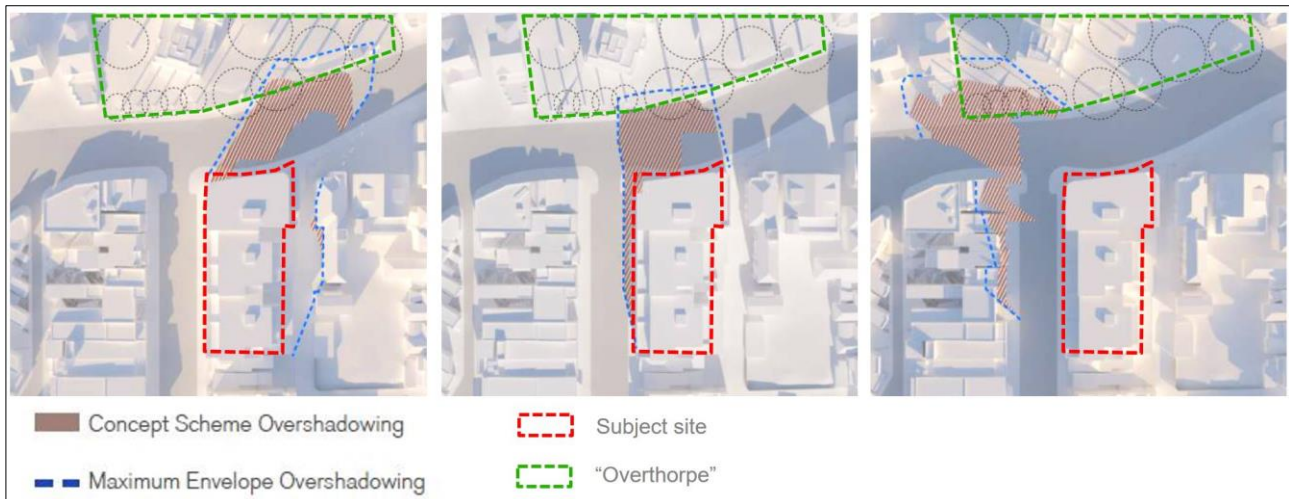 Concept Scheme Overshadowing
Maximum Envelope Overshadowing
Subject site
"Overthorpe"